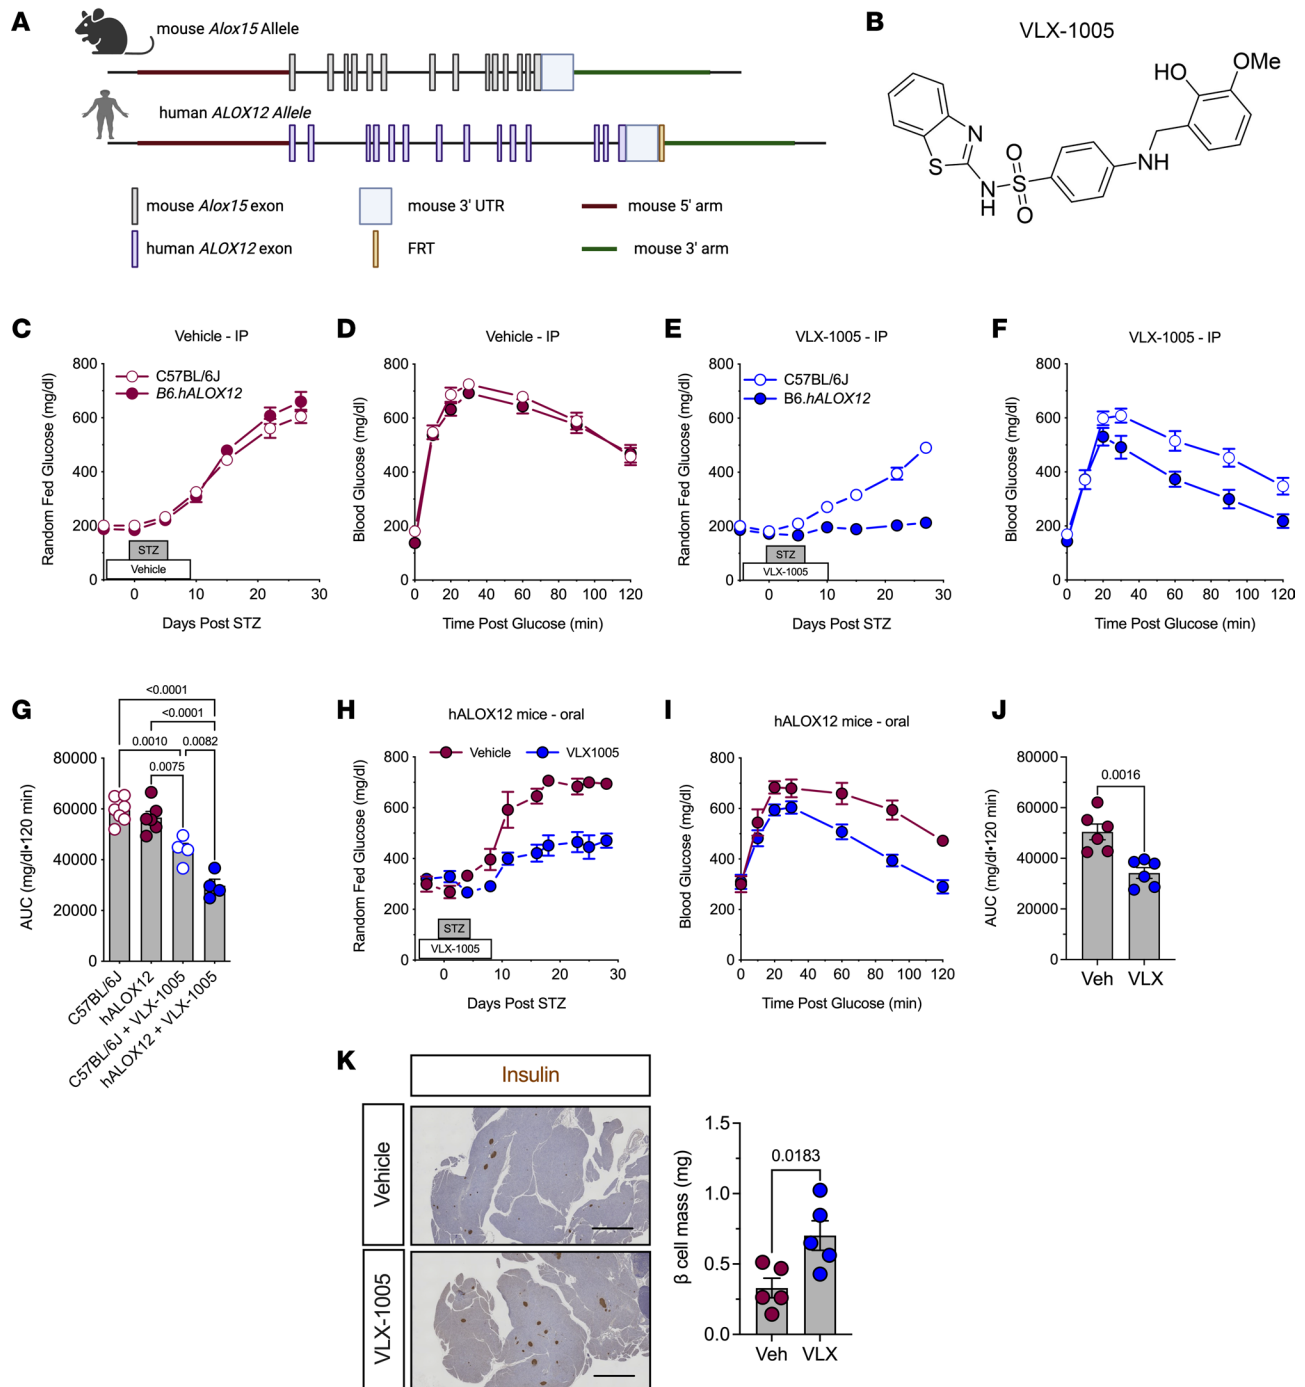 A
mouse Alox15 Allele
human ALOX12 Allele
mouse Alox15 exon
mouse 3' UTR
mouse 5' arm
human ALOX12 exon
FRT
mouse 3' arm
B
VLX-1005
HO
OMe
N
S
O
NH
N
H
S
O
C
Vehicle - IP
Random Fed Glucose (mg/dl)
800
600
400
200
0
C57BL/6J
B6.hALOX12
STZ
Vehicle
0
10
20
30
Days Post STZ
D
Vehicle - IP
Blood Glucose (mg/dl)
800
600
400
200
0
0
20
40
60
80
100
120
Time Post Glucose (min)
E
VLX-1005 - IP
Random Fed Glucose (mg/dl)
800
600
400
200
0
C57BL/6J
B6.hALOX12
STZ
VLX-1005
0
10
20
30
Days Post STZ
F
VLX-1005 - IP
Blood Glucose (mg/dl)
800
600
400
200
0
0
20
40
60
80
100
120
Time Post Glucose (min)
G
<0.0001
<0.0001
0.0010
0.0082
0.0075
AUC (mg/dl•120 min)
80000
60000
40000
20000
0
C57BL/6J
hALOX12
C57BL/6J + VLX-1005
hALOX12 + VLX-1005
H
hALOX12 mice - oral
Random Fed Glucose (mg/dl)
800
600
400
200
0
Vehicle
VLX1005
STZ
VLX-1005
0
10
20
30
Days Post STZ
I
hALOX12 mice - oral
Blood Glucose (mg/dl)
800
600
400
200
0
0
20
40
60
80
100
120
Time Post Glucose (min)
J
AUC (mg/dl•120 min)
80000
60000
40000
20000
0
0.0016
Veh
VLX
K
Insulin
Vehicle
VLX-1005
β cell mass (mg)
1.5
1.0
0.5
0.0
0.0183
Veh
VLX